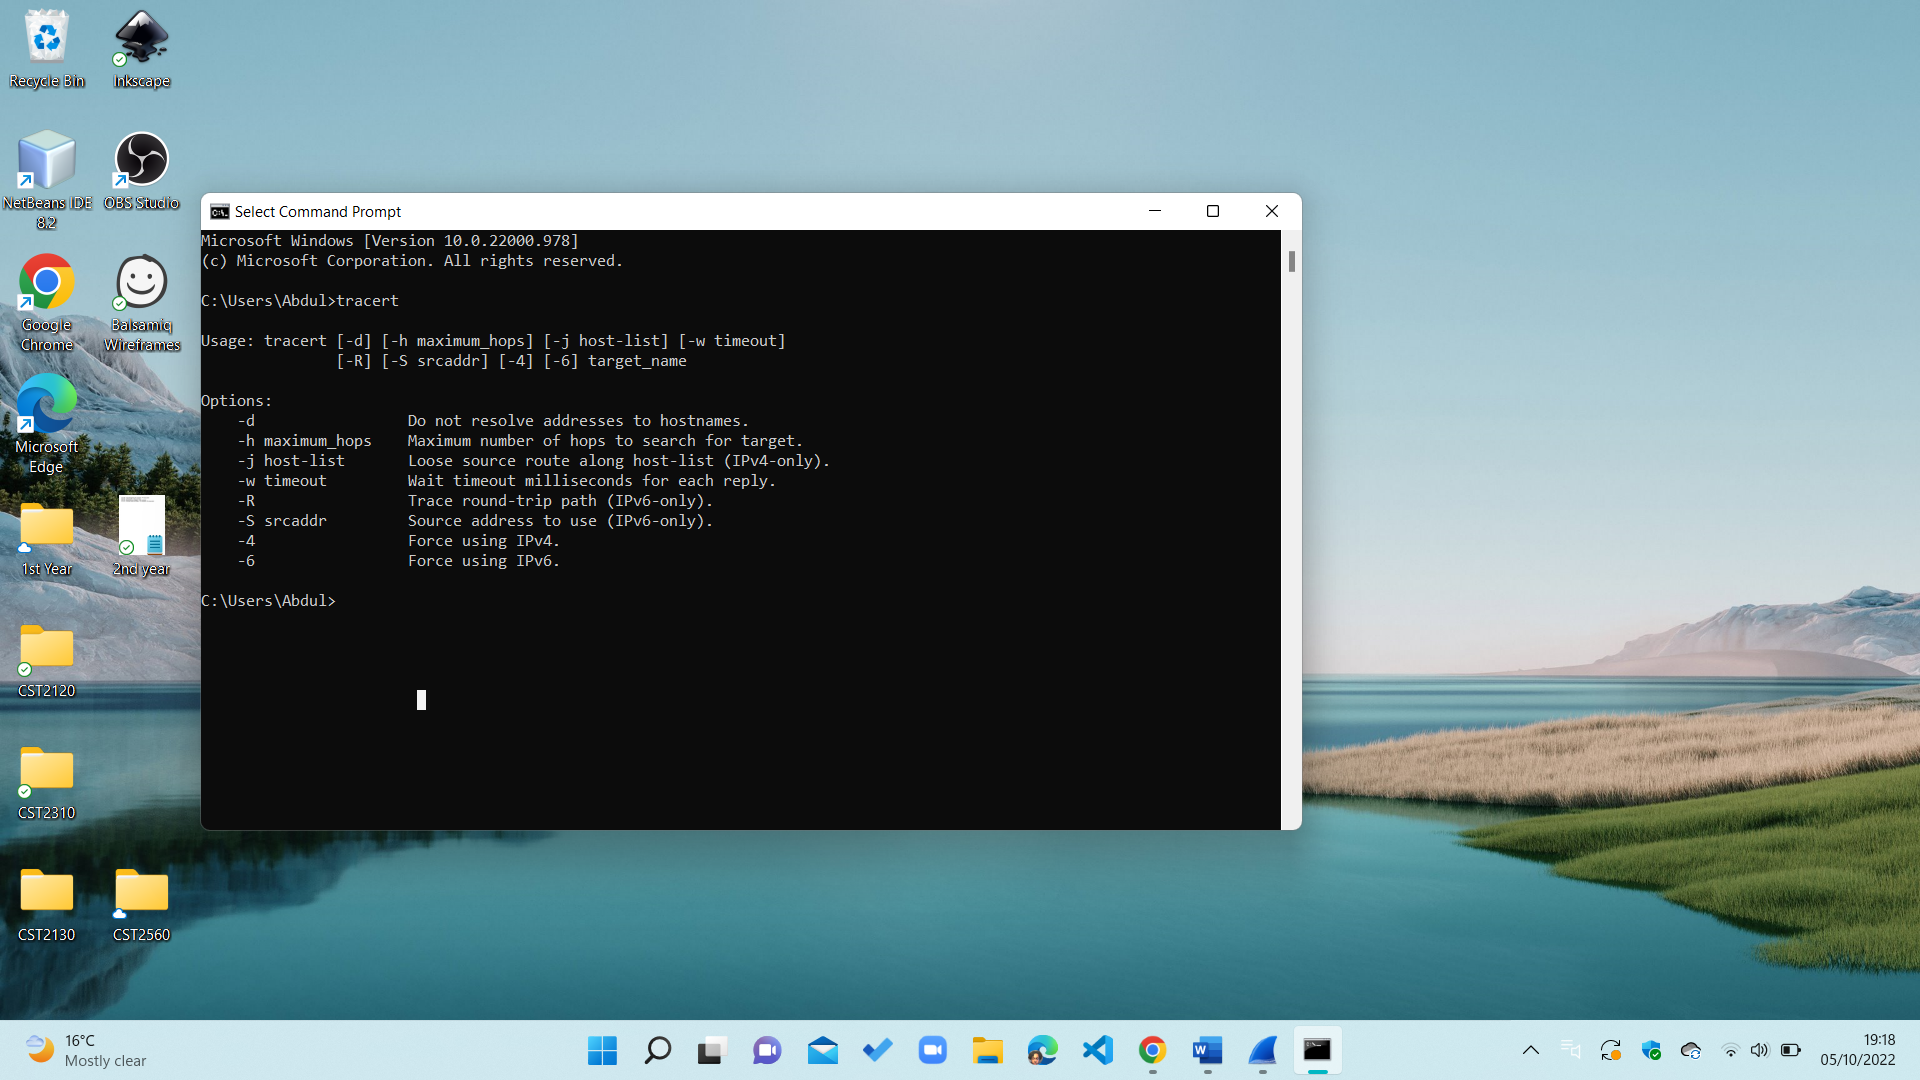 Recycle Bin
Inkscape
NetBeans IDE
8.2
OBS Studio
Google
Chrome
Balsamiq
Wireframes
Microsoft
Edge
1st Year
2nd year
CST2120
CST2310
CST2130
CST2560
Select Command Prompt
Microsoft Windows [Version 10.0.22000.978]
(c) Microsoft Corporation. All rights reserved.
C:\Users\Abdul>tracert
Usage: tracert [-d] [-h maximum_hops] [-j host-list] [-w timeout]
[-R] [-S srcaddr] [-4] [-6] target_name
Options:
-d Do not resolve addresses to hostnames.
-h maximum_hops Maximum number of hops to search for target.
-j host-list Loose source route along host-list (IPv4-only).
-w timeout Wait timeout milliseconds for each reply.
-R Trace round-trip path (IPv6-only).
-S srcaddr Source address to use (IPv6-only).
-4 Force using IPv4.
-6 Force using IPv6.
C:\Users\Abdul>
16°C
Mostly clear
19:18
05/10/2022